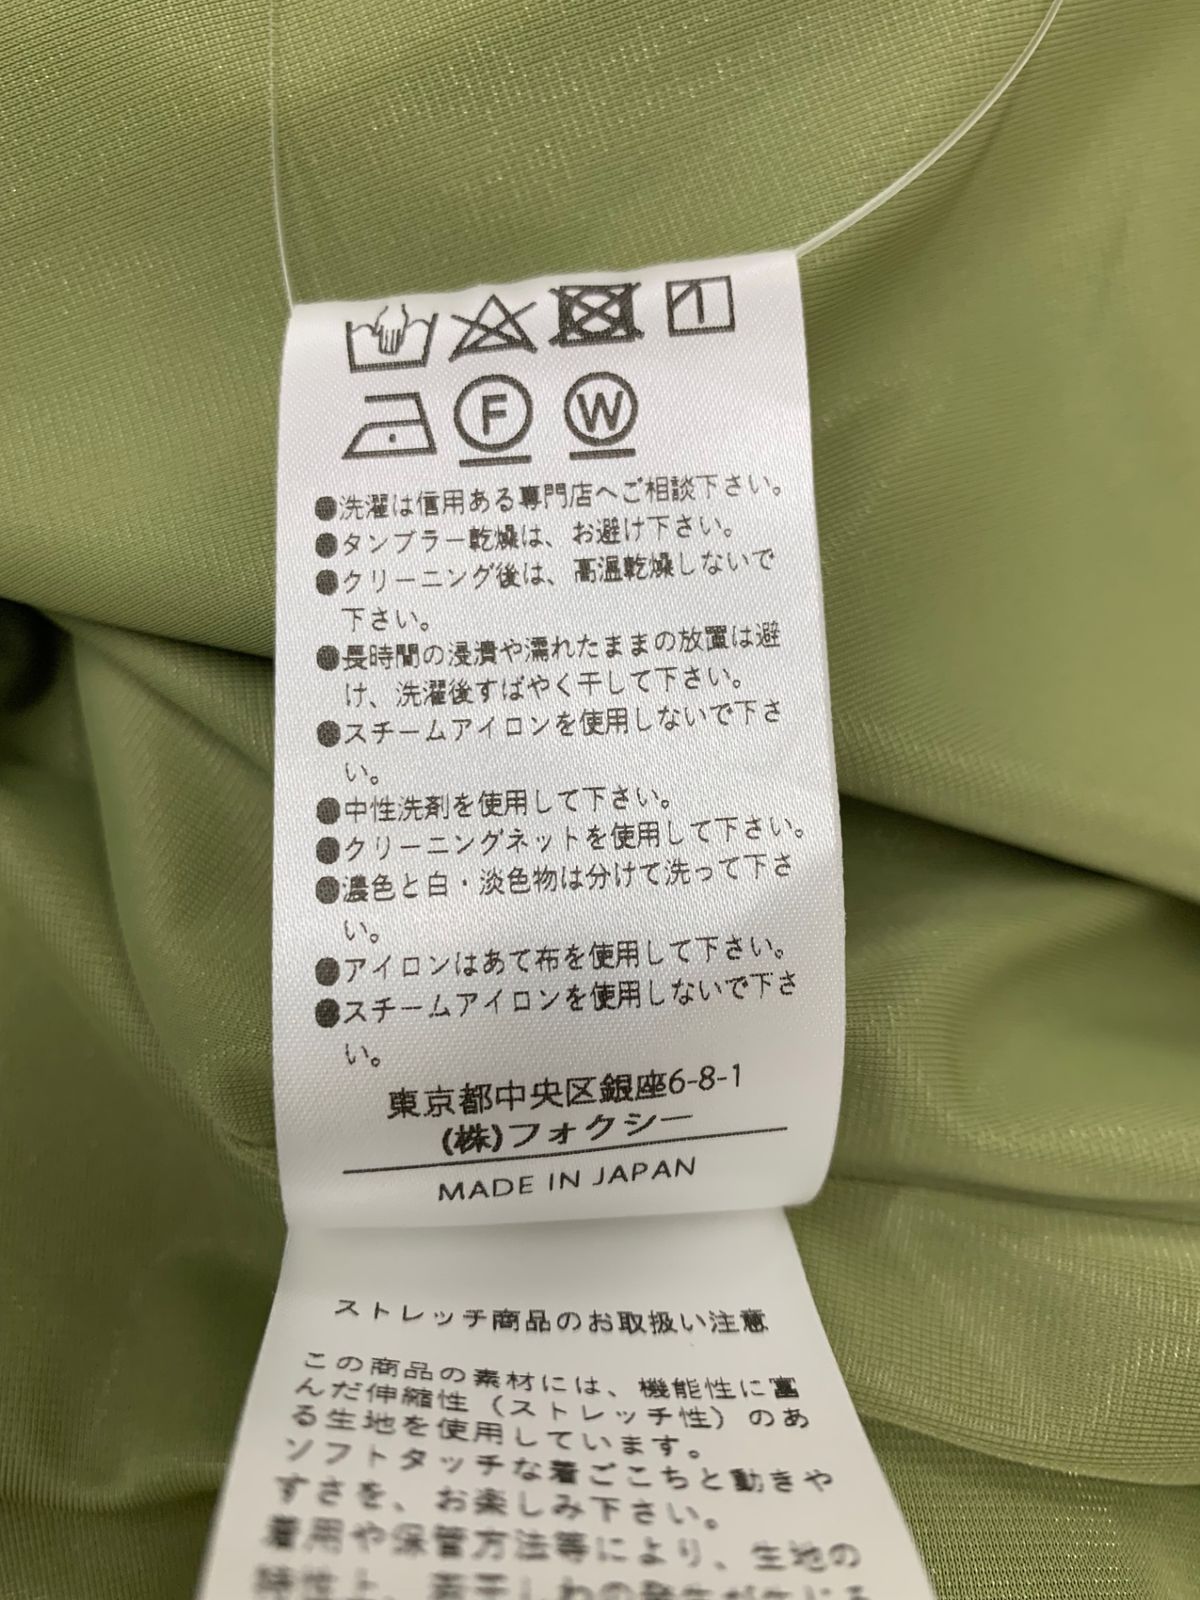 F W
●洗濯は信用ある専門店へご相談下さい。
●タンブラー乾燥は、お避け下さい。
●クリーニング後は、高温乾燥しないで
下さい。
●長時間の浸漬や濡れたままの放置は避
け、洗濯後すばやく干して下さい。
●スチームアイロンを使用しないで下さ
い。
●中性洗剤を使用して下さい。
●クリーニングネットを使用して下さい。
●濃色と白・淡色物は分けて洗って下さ
い。
●アイロンはあて布を使用して下さい。
●スチームアイロンを使用しないで下さ
い。
東京都中央区銀座6-8-1
(株)フォクシー
MADE IN JAPAN
ストレッチ商品のお取扱い注意
この商品の素材には、機能性に富
んだ伸縮性（ストレッチ性）のあ
る生地を使用しています。
ソフトタッチな着ごこちと動きや
すさを、お楽しみ下さい。
着用や保管方法等により、生地の
特性上、若干しわの発生が生じる